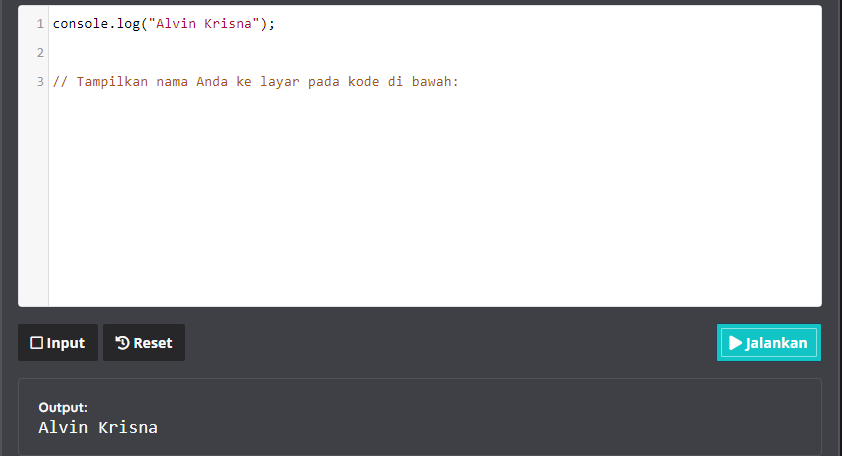 1 console.log("Alvin Krisna");
2
3 // Tampilkan nama Anda ke layar pada kode di bawah:
Input Reset Jalankan
Output:
Alvin Krisna